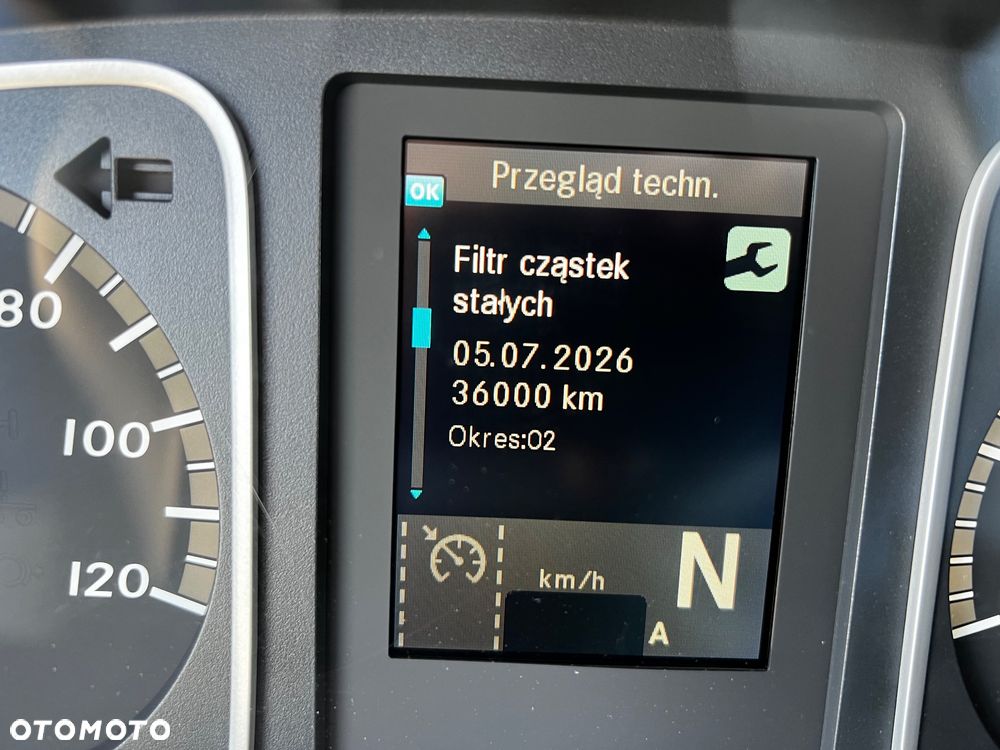 Przegląd techn.
OK
Filtr cząstek
stałych
05.07.2026
36000 km
Okres:02
80
100
120
km/h
N
A
OTOMOTO